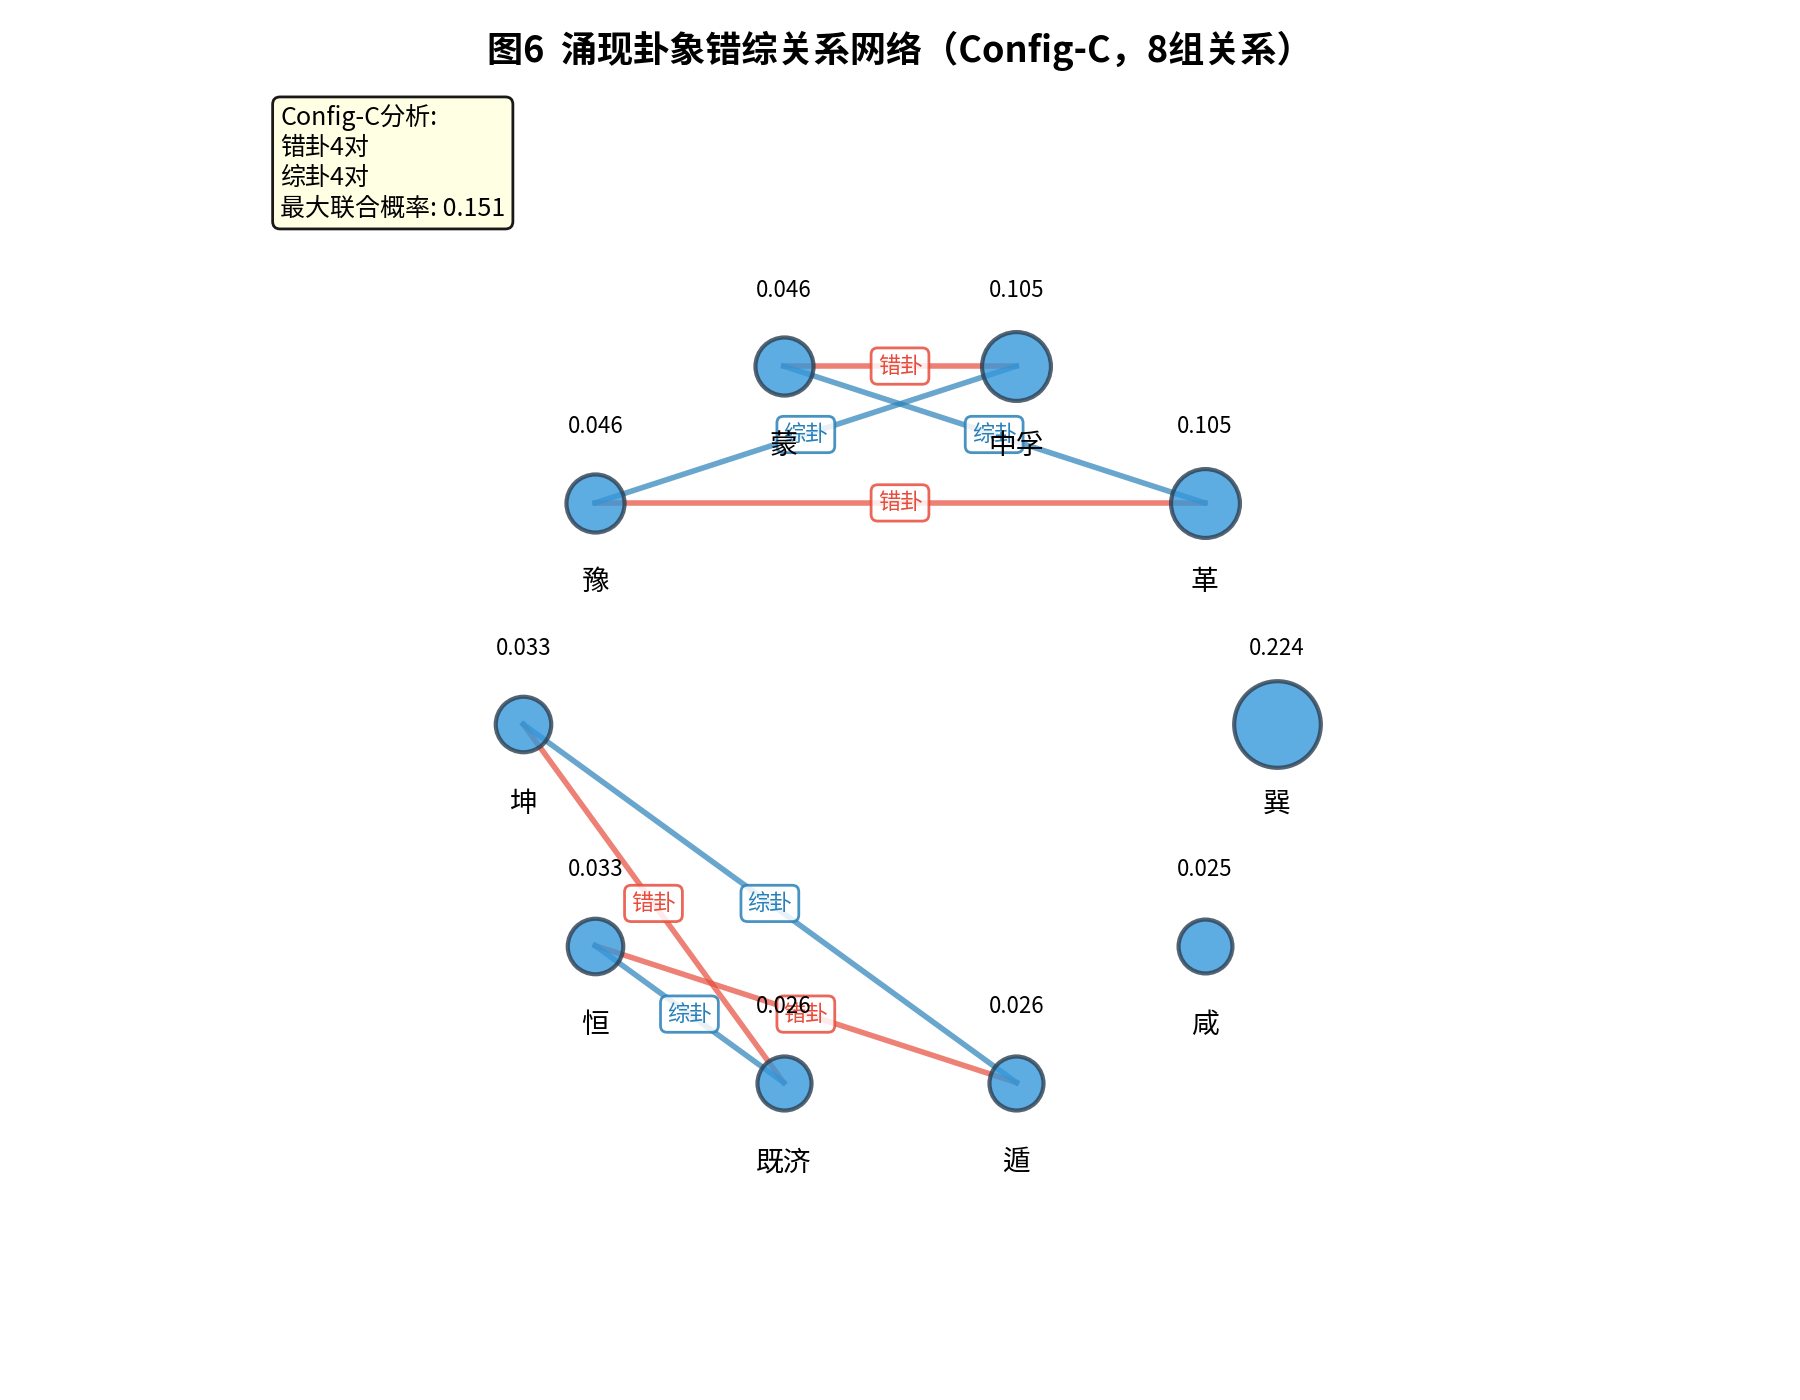 图6 涌现卦象错综关系网络（Config-C，8组关系）
Config-C分析:
错卦4对
综卦4对
最大联合概率: 0.151
0.046
0.105
错卦
0.046
综卦
综卦
0.105
蒙
中孚
错卦
豫
革
0.033
0.224
坤
巽
0.033
0.025
错卦
综卦
0.026
0.026
综卦
错卦
恒
咸
既济
遁